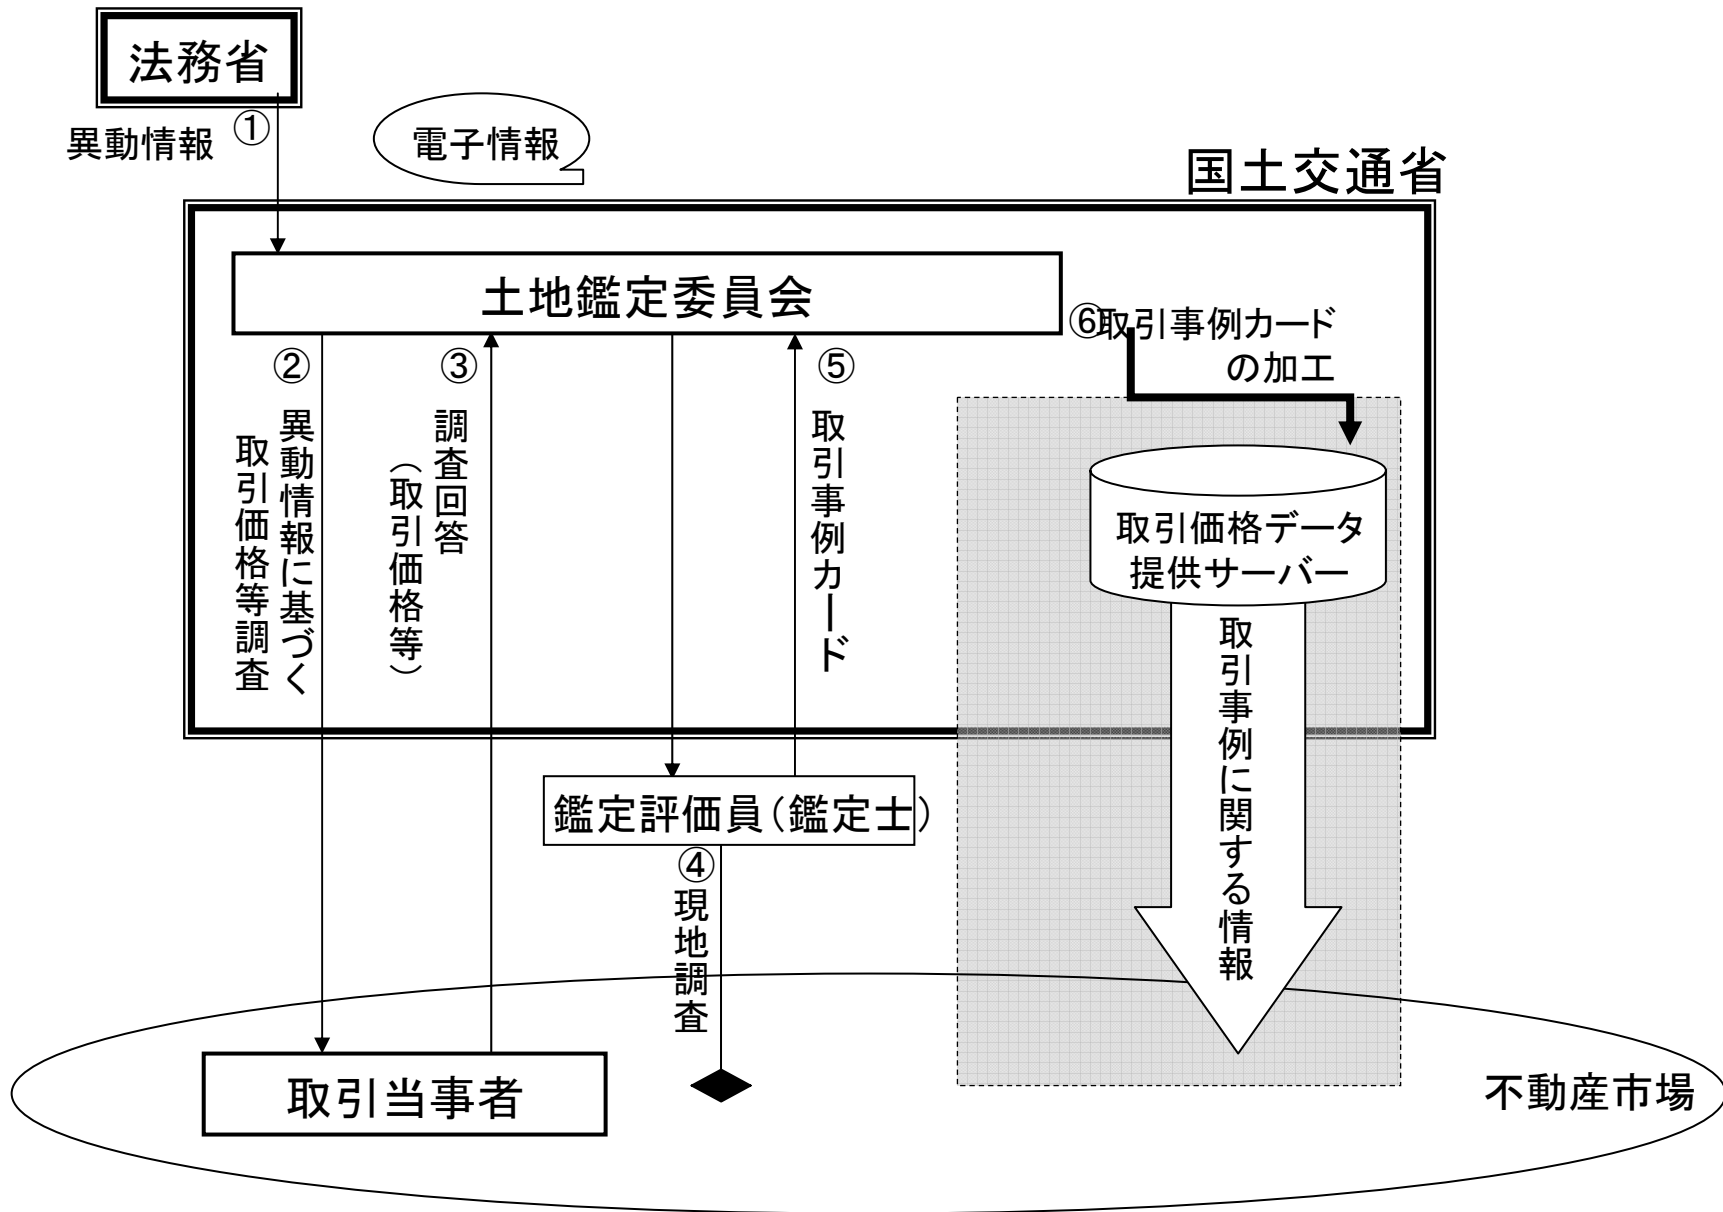 法務省
異動情報
①
電子情報
国土交通省
土地鑑定委員会
⑥取引事例カード
の加工
②
異動情報に基づく
取引価格等調査
③
調査回答
（取引価格等）
⑤
取引事例カード
取引価格データ
提供サーバー
取引事例に関する情報
鑑定評価員（鑑定士）
④
現地調査
取引当事者
不動産市場